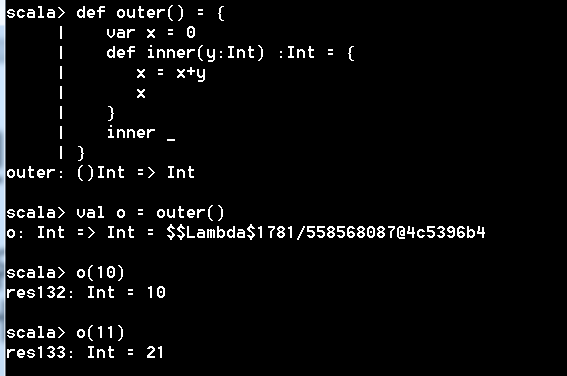 scala> def outer() = {
     |    var x = 0
     |    def inner(y:Int) :Int = {
     |       x = x+y
     |       x
     |    }
     |    inner _
     | }
outer: ()Int => Int
scala> val o = outer()
o: Int => Int = $$Lambda$1781/558568087@4c5396b4
scala> o(10)
res132: Int = 10
scala> o(11)
res133: Int = 21